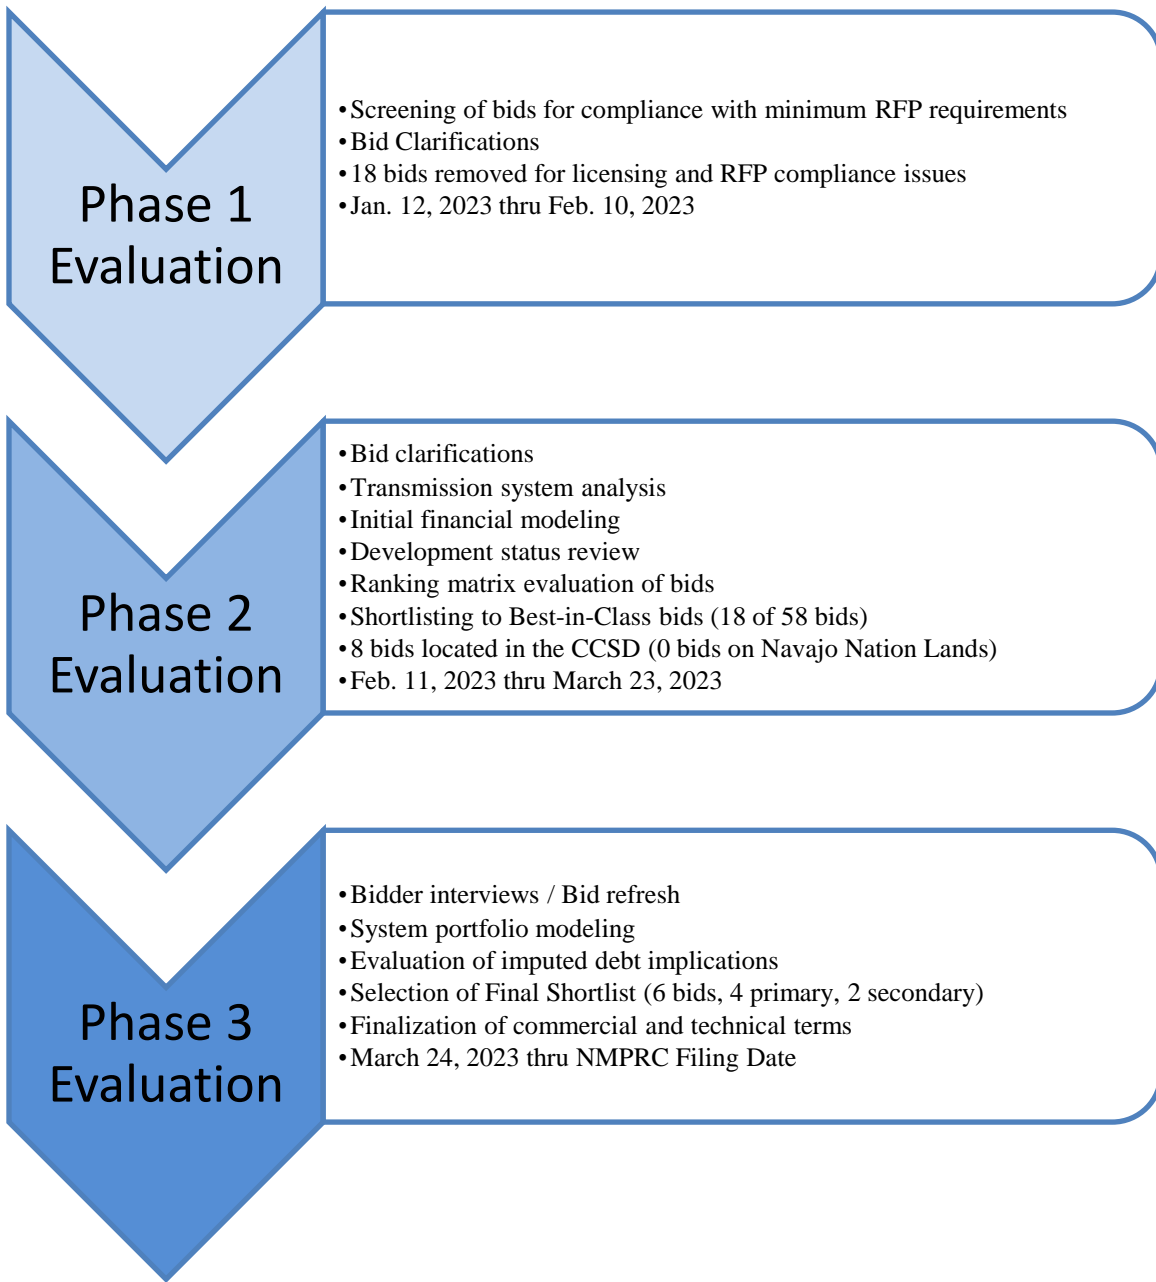 Phase 1
Evaluation
•Screening of bids for compliance with minimum RFP requirements
•Bid Clarifications
•18 bids removed for licensing and RFP compliance issues
•Jan. 12, 2023 thru Feb. 10, 2023
Phase 2
Evaluation
•Bid clarifications
•Transmission system analysis
•Initial financial modeling
•Development status review
•Ranking matrix evaluation of bids
•Shortlisting to Best-in-Class bids (18 of 58 bids)
•8 bids located in the CCSD (0 bids on Navajo Nation Lands)
•Feb. 11, 2023 thru March 23, 2023
Phase 3
Evaluation
•Bidder interviews / Bid refresh
•System portfolio modeling
•Evaluation of imputed debt implications
•Selection of Final Shortlist (6 bids, 4 primary, 2 secondary)
•Finalization of commercial and technical terms
•March 24, 2023 thru NMPRC Filing Date